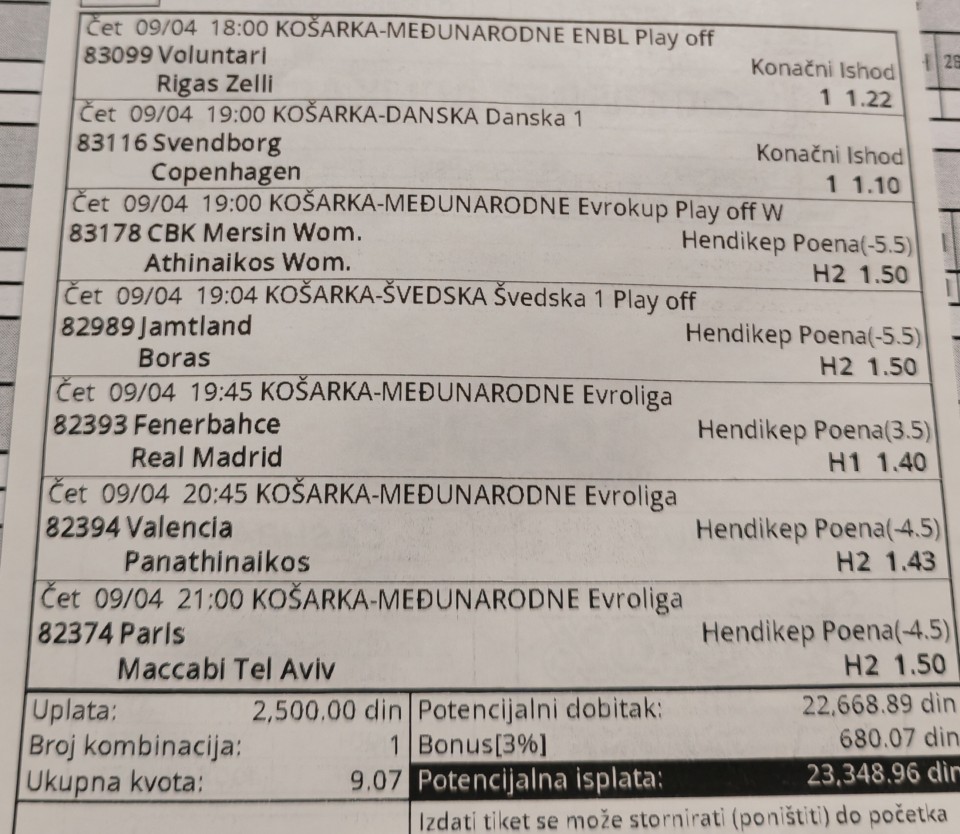 Čet 09/04 18:00 KOŠARKA-MEĐUNARODNE ENBL Play off
83099 Voluntari
Konačni Ishod
Rigas Zelli
1 1.22
Čet 09/04 19:00 KOŠARKA-DANSKA Danska 1
83116 Svendborg
Konačni Ishod
Copenhagen
1 1.10
Čet 09/04 19:00 KOŠARKA-MEĐUNARODNE Evrokup Play off W
83178 CBK Mersin Wom.
Hendikep Poena(-5.5)
Athinaikos Wom.
H2 1.50
Čet 09/04 19:04 KOŠARKA-ŠVEDSKA Švedska 1 Play off
82989 Jamtland
Hendikep Poena(-5.5)
Boras
H2 1.50
Čet 09/04 19:45 KOŠARKA-MEĐUNARODNE Evroliga
82393 Fenerbahce
Hendikep Poena(3.5)
Real Madrid
H1 1.40
Čet 09/04 20:45 KOŠARKA-MEĐUNARODNE Evroliga
82394 Valencia
Hendikep Poena(-4.5)
Panathinaikos
H2 1.43
Čet 09/04 21:00 KOŠARKA-MEĐUNARODNE Evroliga
82374 Paris
Hendikep Poena(-4.5)
Maccabi Tel Aviv
H2 1.50
Uplata: 2,500.00 din
Potencijalni dobitak: 22,668.89 din
Broj kombinacija: 1
Bonus[3%] 680.07 din
Ukupna kvota: 9.07
Potencijalna isplata: 23,348.96 din
Izdati tiket se može stornirati (poništiti) do početka